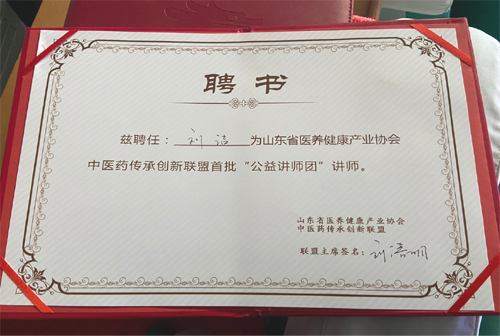 聘书
兹聘任：刘洁为山东省医养健康产业协会
中医药传承创新联盟首批“公益讲师团”讲师。
山东省医养健康产业协会
中医药传承创新联盟
联盟主席签名：